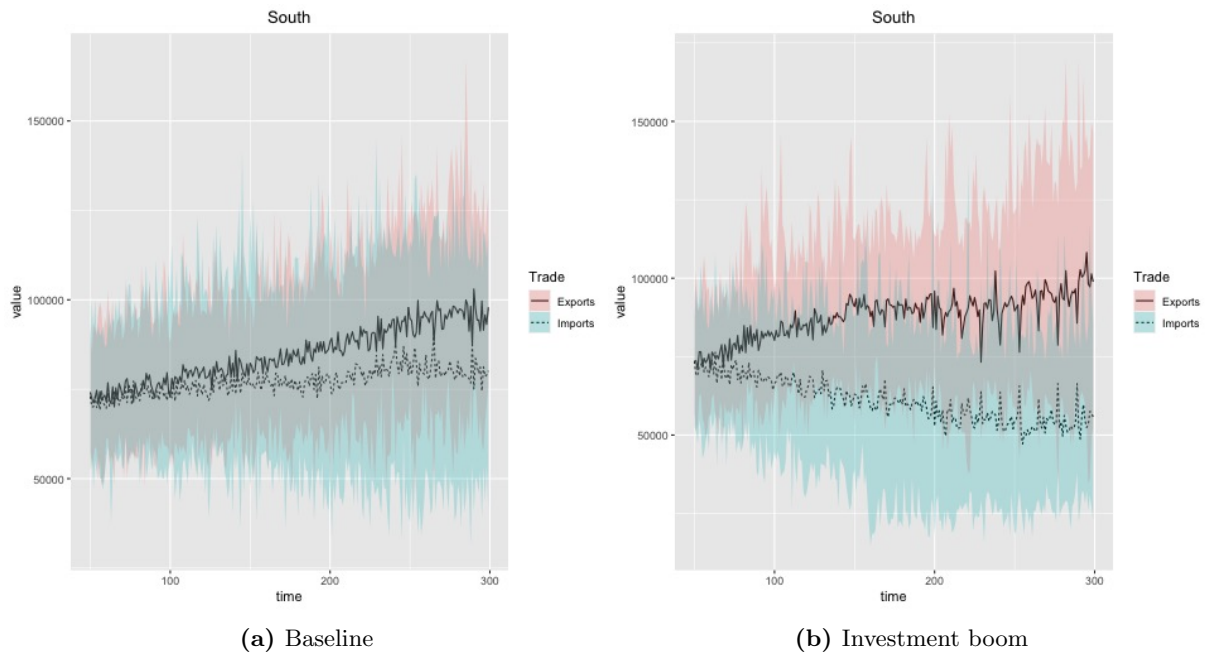 South
value
150000
100000
50000
100
200
300
time
Trade
Exports
Imports
(a) Baseline
South
value
150000
100000
50000
100
200
300
time
Trade
Exports
Imports
(b) Investment boom